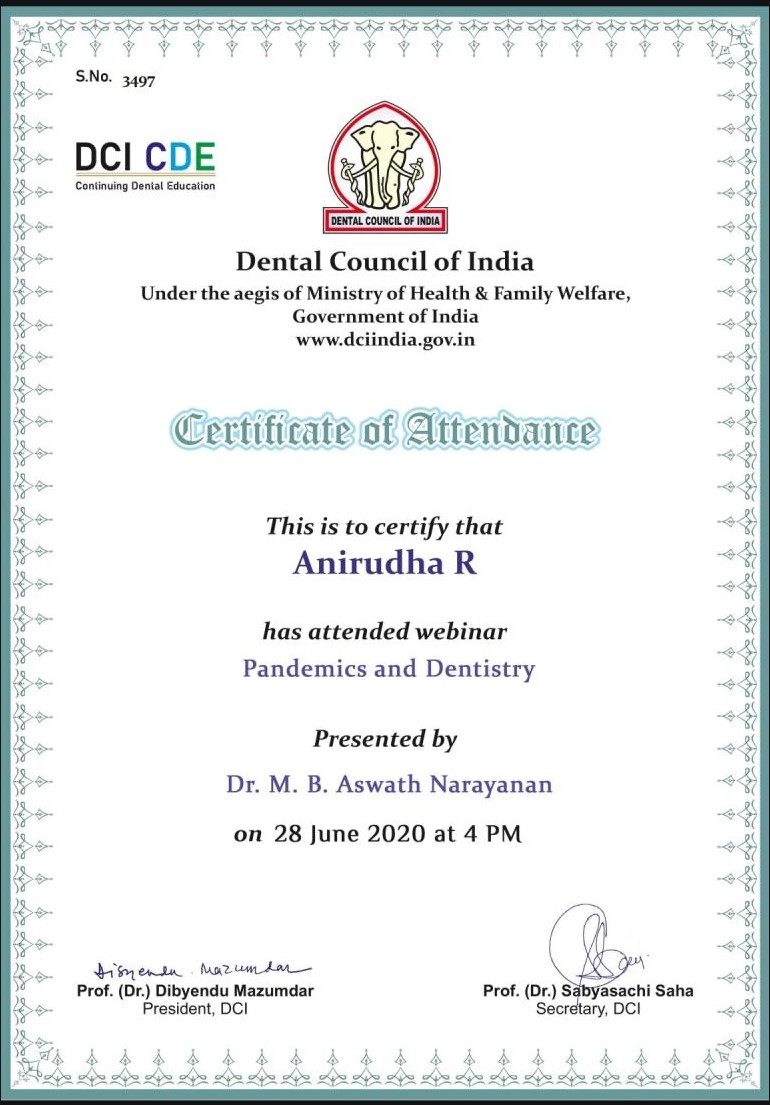 S.No. 3497
DCI CDE
Continuing Dental Education
DENTAL COUNCIL OF INDIA
Dental Council of India
Under the aegis of Ministry of Health & Family Welfare,
Government of India
www.dciindia.gov.in
Certificate of Attendance
This is to certify that
Anirudha R
has attended webinar
Pandemics and Dentistry
Presented by
Dr. M. B. Aswath Narayanan
on 28 June 2020 at 4 PM
Dibyendu Mazumdar
Prof. (Dr.) Dibyendu Mazumdar
President, DCI
Prof. (Dr.) Sabyasachi Saha
Secretary, DCI